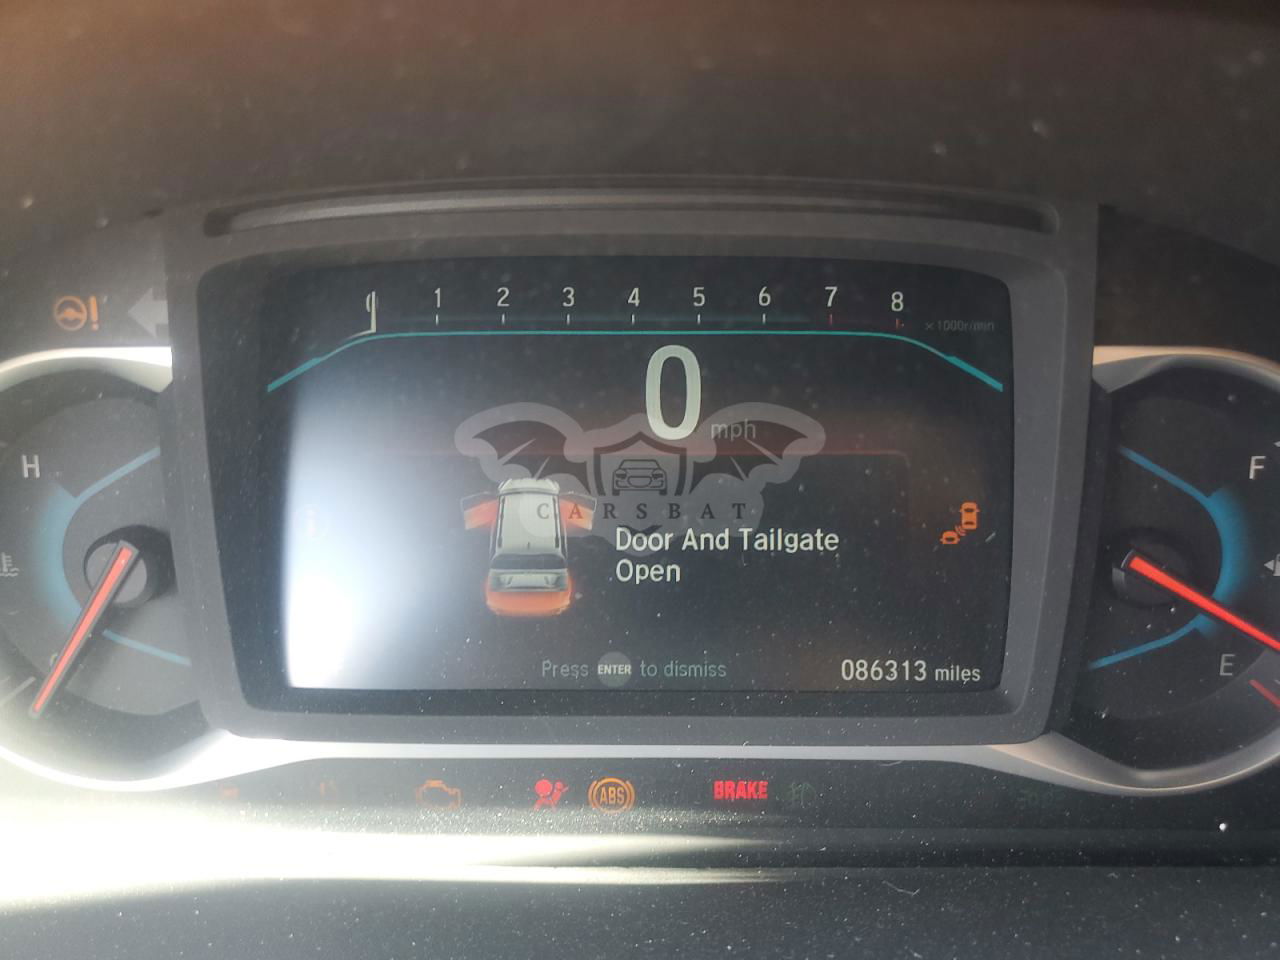 0 1 2 3 4 5 6 7 8
×1000r/min
0 mph
H
F
CARSBAT
Door And Tailgate
Open
E
Press ENTER to dismiss
086313 miles
ABS
BRAKE